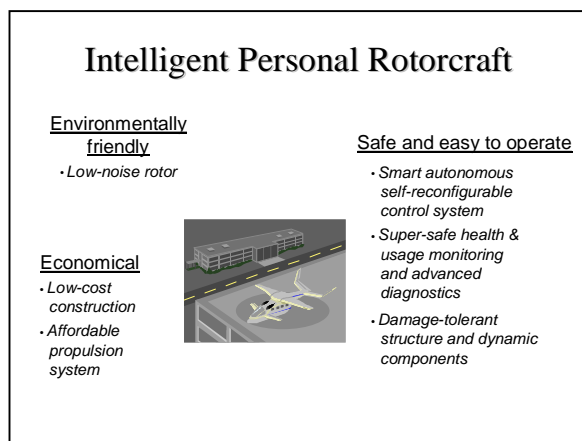 Intelligent Personal Rotorcraft
Environmentally
friendly
• Low-noise rotor
Economical
• Low-cost
construction
• Affordable
propulsion
system
Safe and easy to operate
• Smart autonomous
self-reconfigurable
control system
• Super-safe health &
usage monitoring
and advanced
diagnostics
• Damage-tolerant
structure and dynamic
components